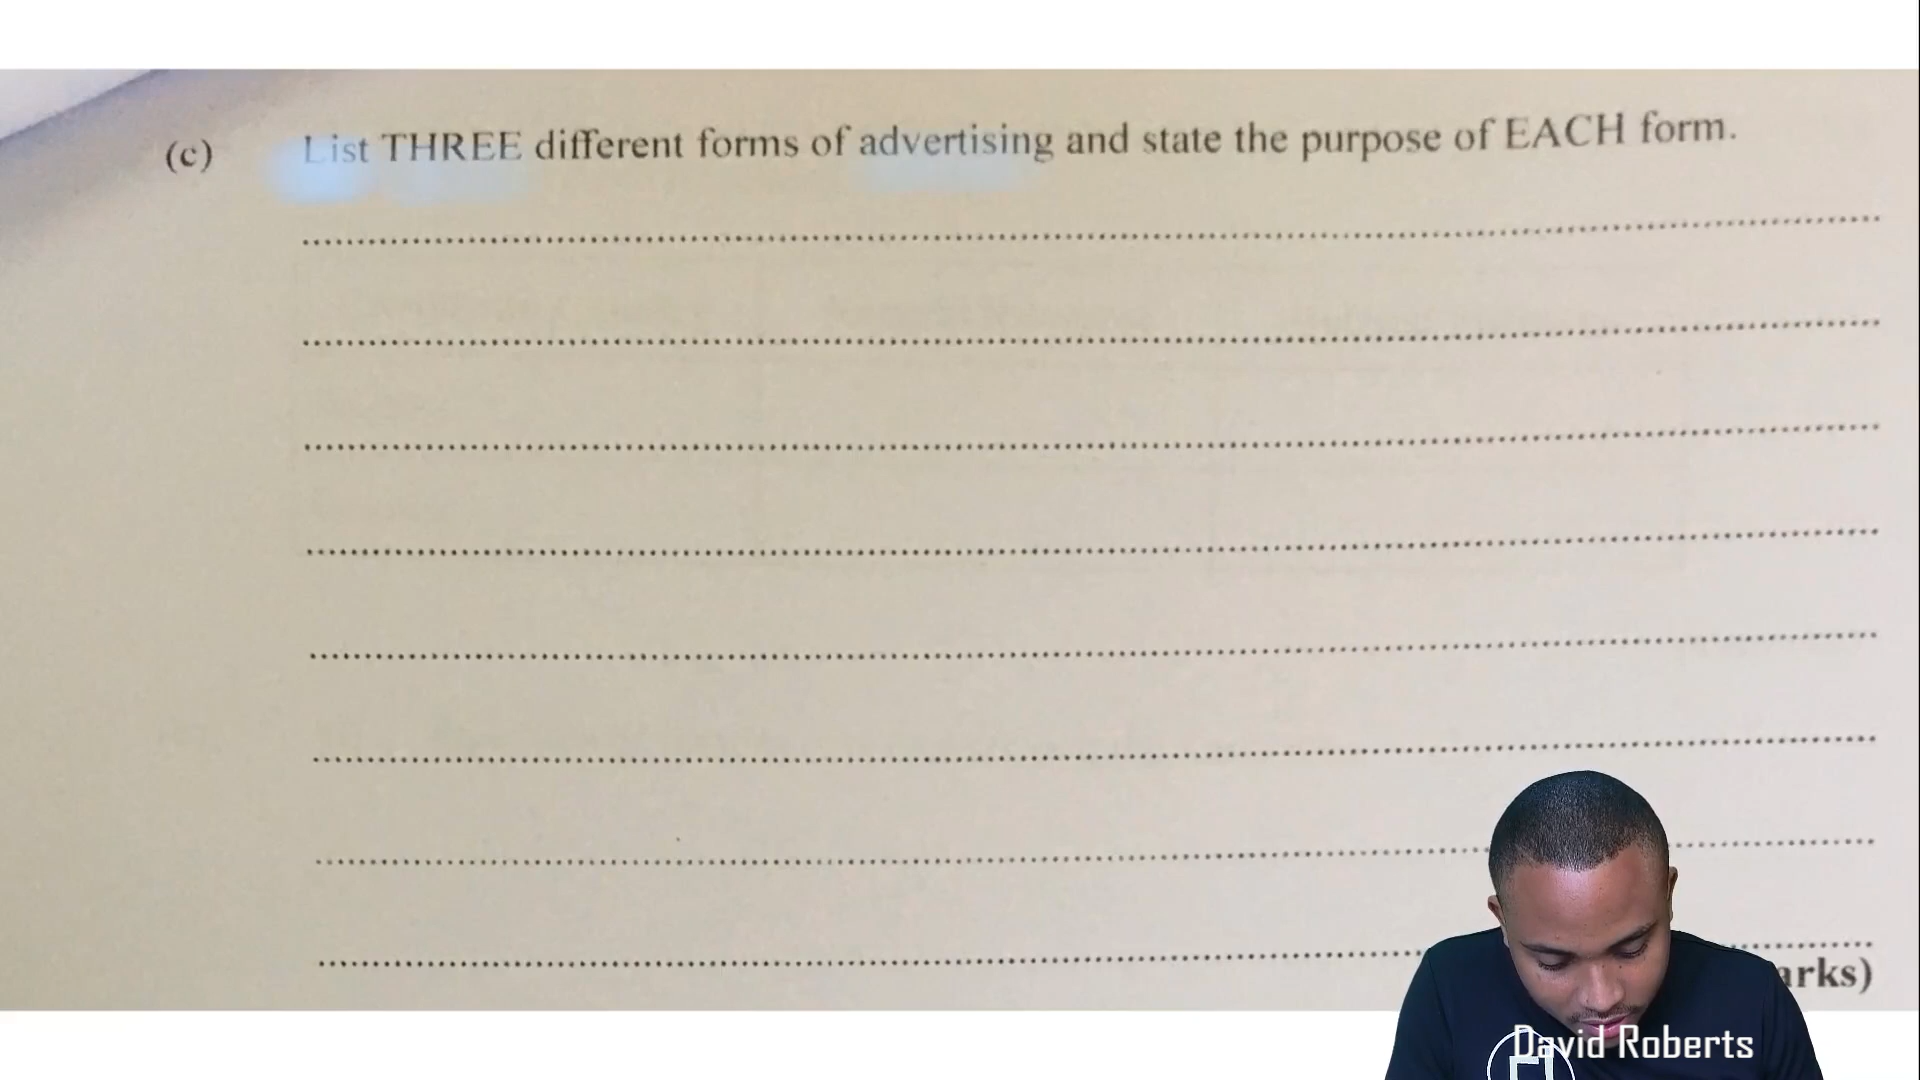 (c) List THREE different forms of advertising and state the purpose of EACH form.
arks)
David Roberts